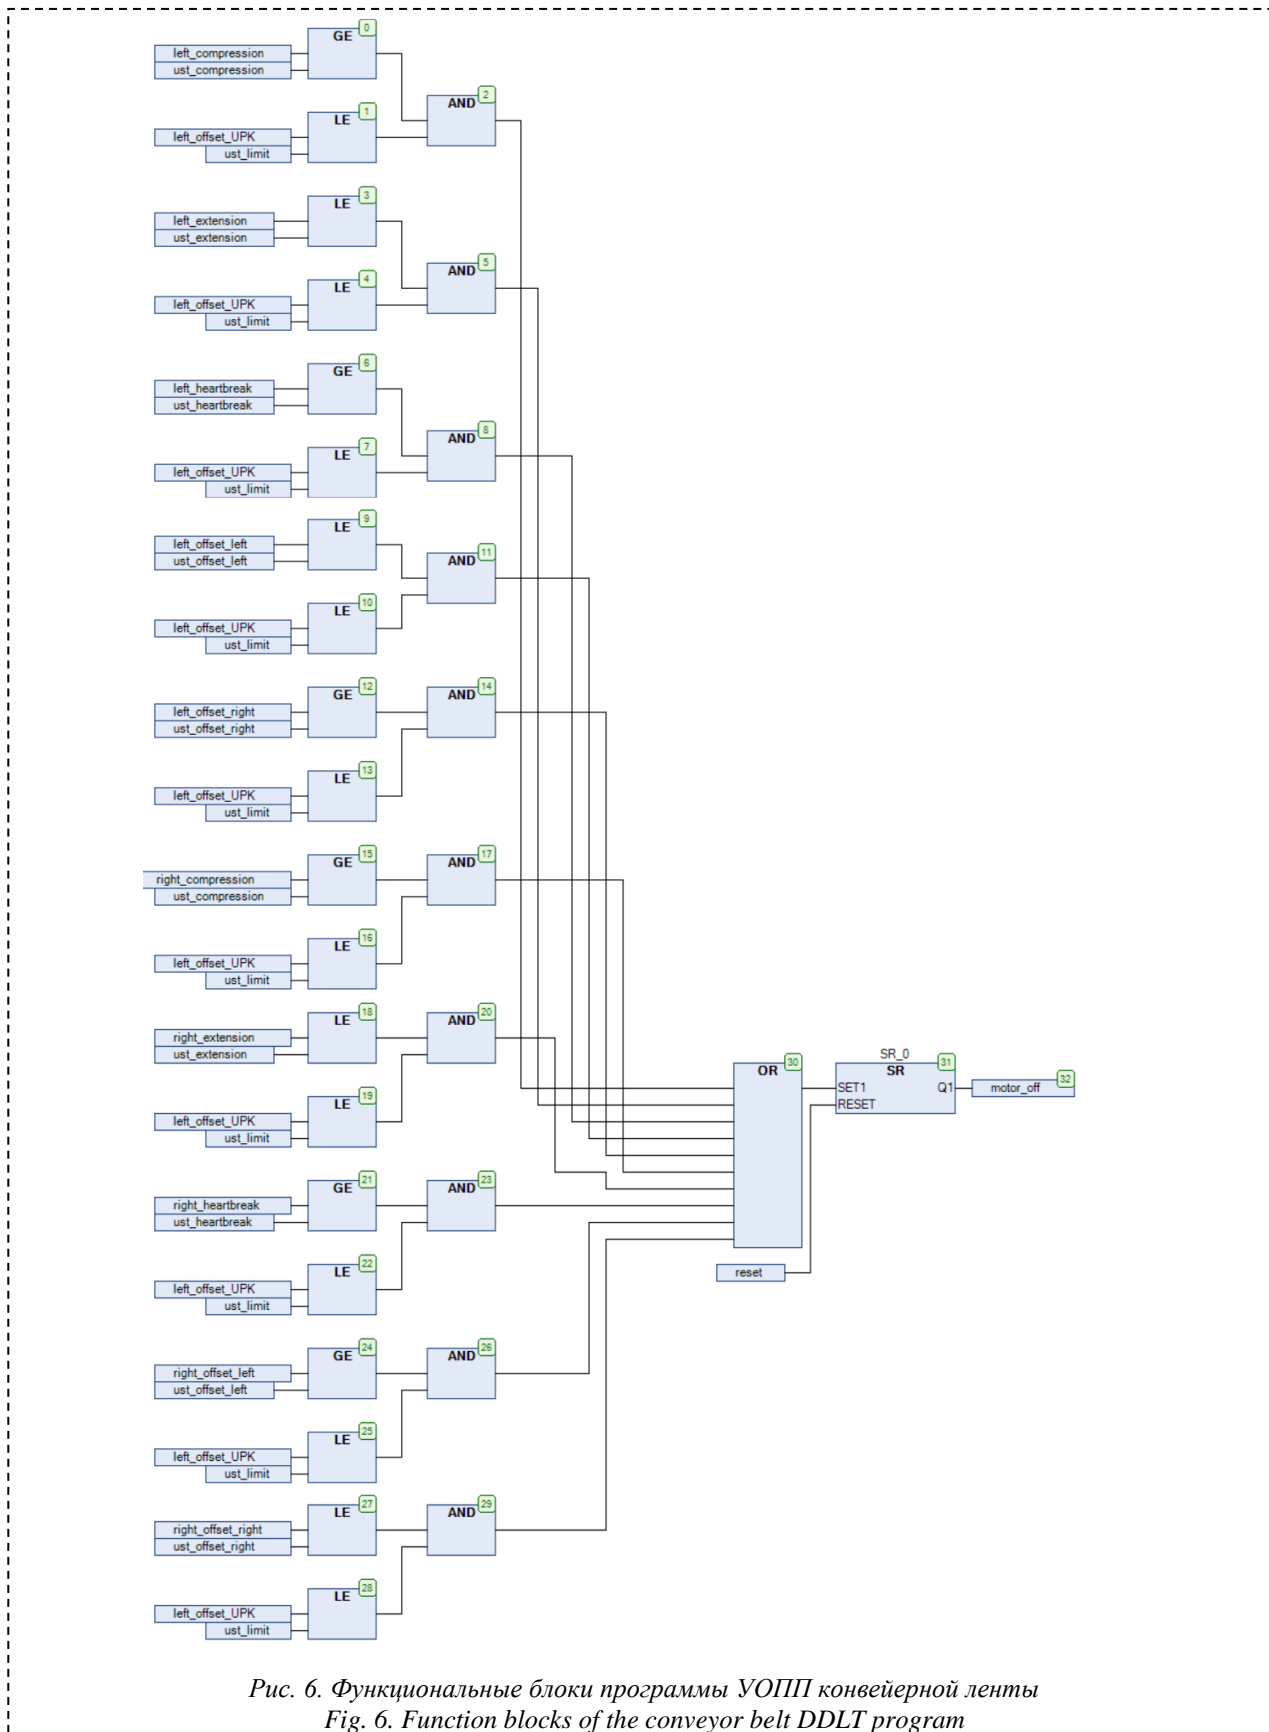 GE 0
left_compression
ust_compression
LE 1
left_offset_UPK
ust_limit
AND 2
LE 3
left_extension
ust_extension
LE 4
left_offset_UPK
ust_limit
AND 5
GE 6
left_heartbreak
ust_heartbreak
LE 7
left_offset_UPK
ust_limit
AND 8
LE 9
left_offset_left
ust_offset_left
LE 10
left_offset_UPK
ust_limit
AND 11
GE 12
left_offset_right
ust_offset_right
LE 13
left_offset_UPK
ust_limit
AND 14
GE 15
right_compression
ust_compression
LE 16
left_offset_UPK
ust_limit
AND 17
LE 18
right_extension
ust_extension
LE 19
left_offset_UPK
ust_limit
AND 20
GE 21
right_heartbreak
ust_heartbreak
LE 22
left_offset_UPK
ust_limit
AND 23
GE 24
right_offset_left
ust_offset_left
LE 25
left_offset_UPK
ust_limit
AND 26
LE 27
right_offset_right
ust_offset_right
LE 28
left_offset_UPK
ust_limit
AND 29
OR 30
reset
SR_0
SR 31
SET1 Q1
RESET
motor_off 32
Рис. 6. Функциональные блоки программы УОПП конвейерной ленты
Fig. 6. Function blocks of the conveyor belt DDLT program